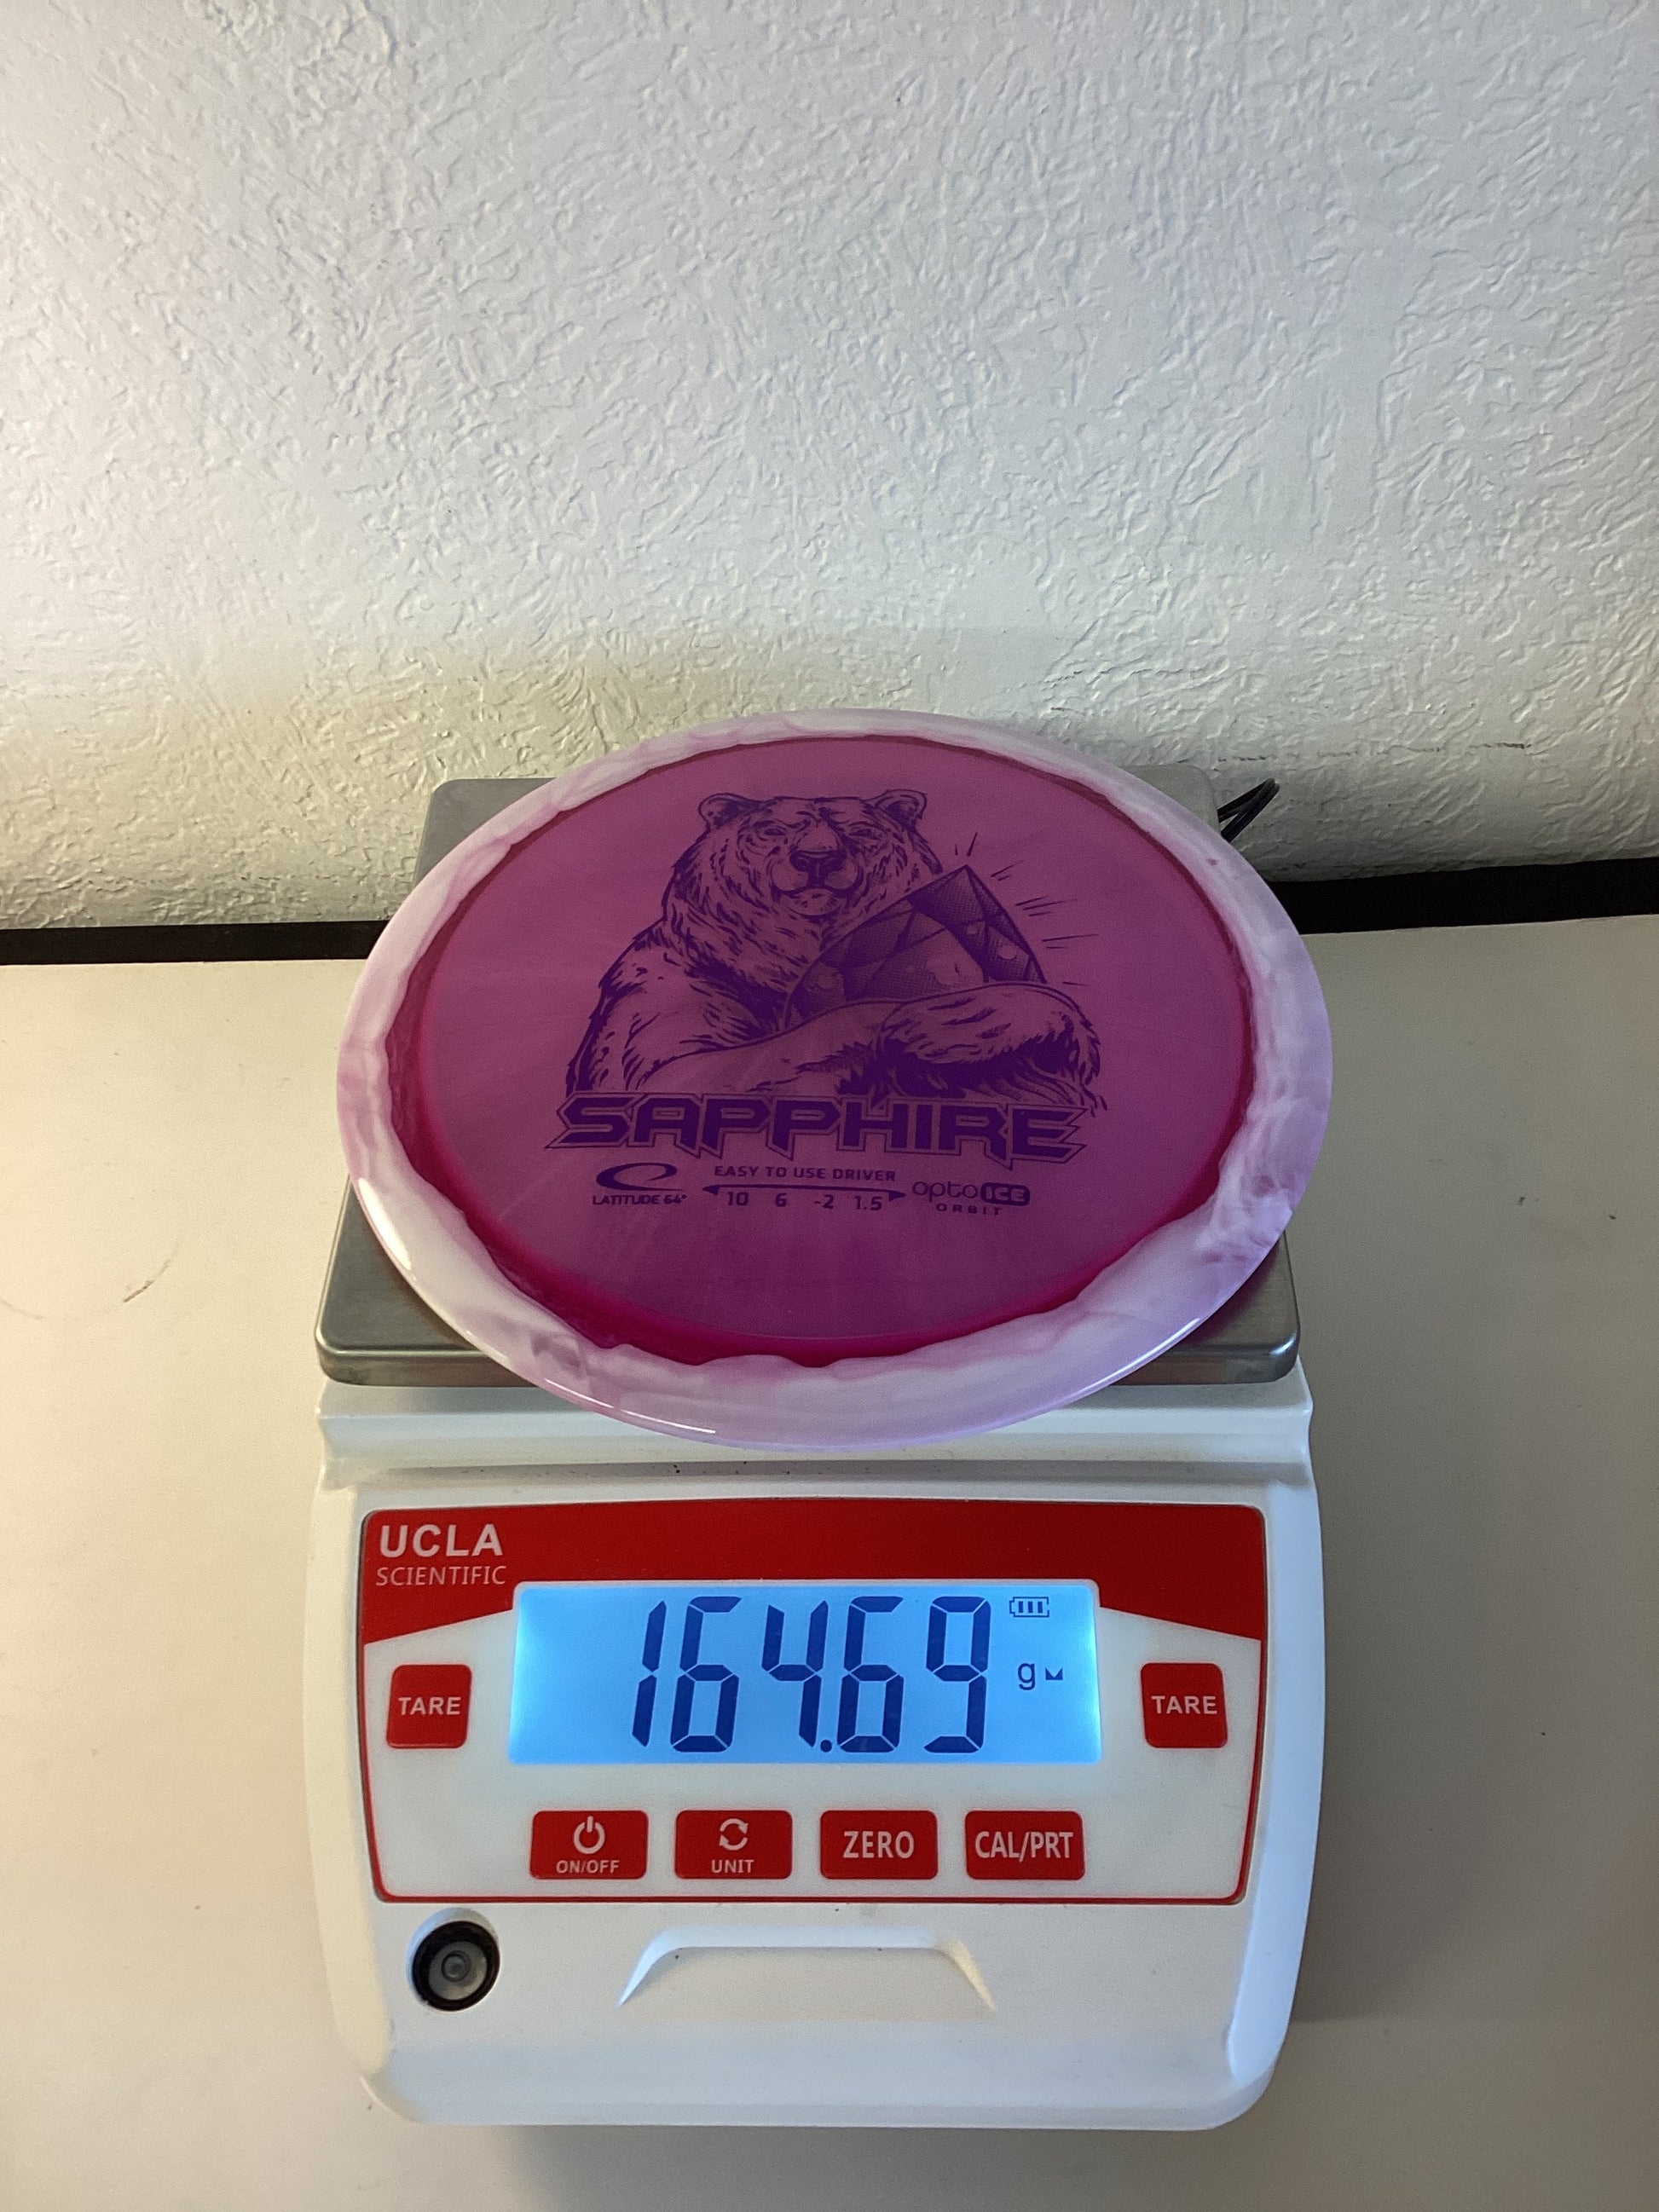 SAPPHIRE
EASY TO USE DRIVER
LATITUDE 64° 10 6 -2 1.5 opto ICE
ORBIT
UCLA
SCIENTIFIC
164.69 g
TARE TARE
ON/OFF UNIT ZERO CAL/PRT